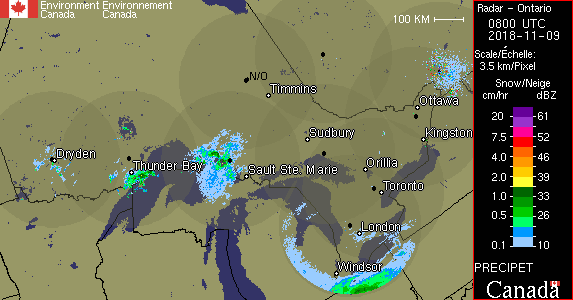 Environment Environnement
Canada Canada
100 KM
N/O
Timmins
Ottawa
Sudbury
Kingston
Dryden
Thunder Bay
Sault Ste. Marie
Orillia
Toronto
London
Windsor
Radar - Ontario
0800 UTC
2018-11-09
Scale/Échelle:
3.5 km/Pixel
Snow/Neige
cm/hr dBZ
20 61
7.5 52
4.0 46
2.0 39
1.0 33
0.5 26
0.1 10
PRECIPET
Canada